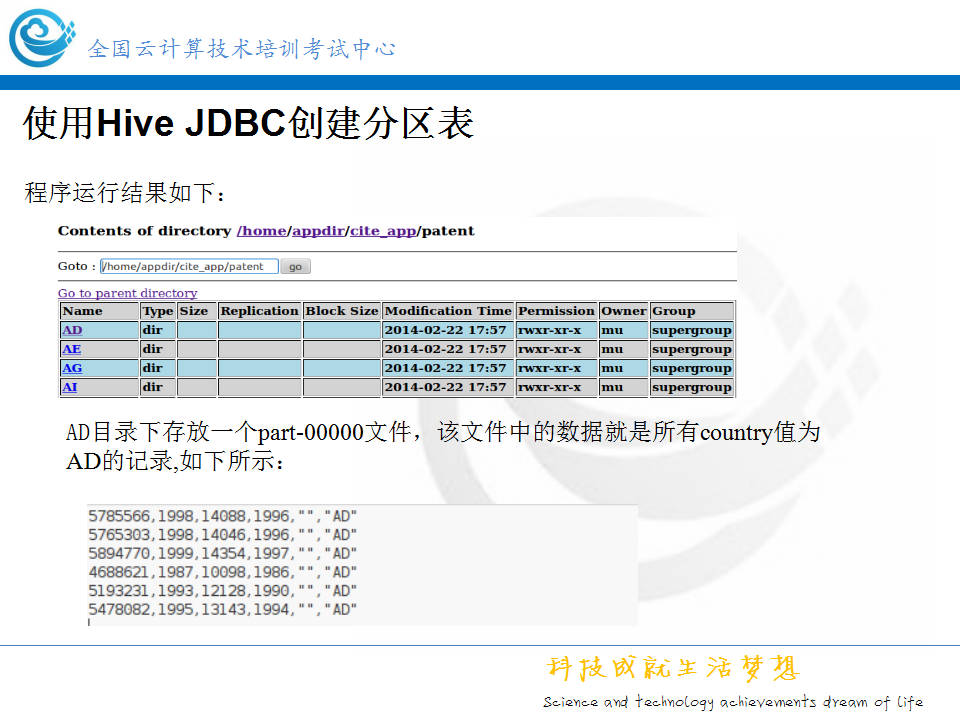 全国云计算技术培训考试中心
使用Hive JDBC创建分区表
程序运行结果如下：
Contents of directory /home/appdir/cite_app/patent
Goto : /home/appdir/cite_app/patent go
Go to parent directory
Name Type Size Replication Block Size Modification Time Permission Owner Group
AD dir 2014-02-22 17:57 rwxr-xr-x mu supergroup
AE dir 2014-02-22 17:57 rwxr-xr-x mu supergroup
AG dir 2014-02-22 17:57 rwxr-xr-x mu supergroup
AI dir 2014-02-22 17:57 rwxr-xr-x mu supergroup
AD目录下存放一个part-00000文件，该文件中的数据就是所有country值为
AD的记录,如下所示：
5785566,1998,14088,1996,"","AD"
5765303,1998,14046,1996,"","AD"
5894770,1999,14354,1997,"","AD"
4688621,1987,10098,1986,"","AD"
5193231,1993,12128,1990,"","AD"
5478082,1995,13143,1994,"","AD"
科技成就生活梦想
Science and technology achievements dream of life